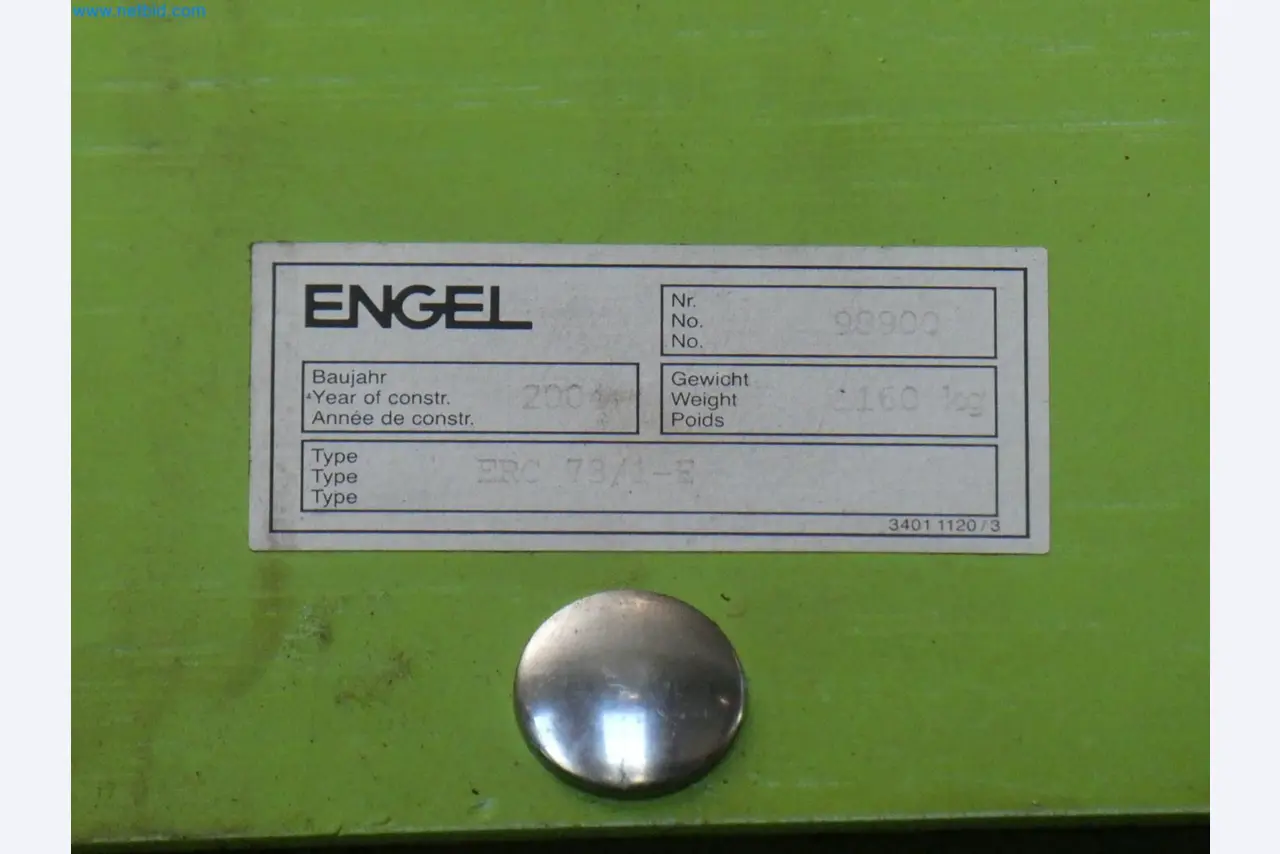 www.netbid.com
ENGEL
Nr.
No.
No.
Baujahr
Year of constr.
Année de constr.
Gewicht
Weight
Poids
Type ERC
Type
Type
3401 1120/3